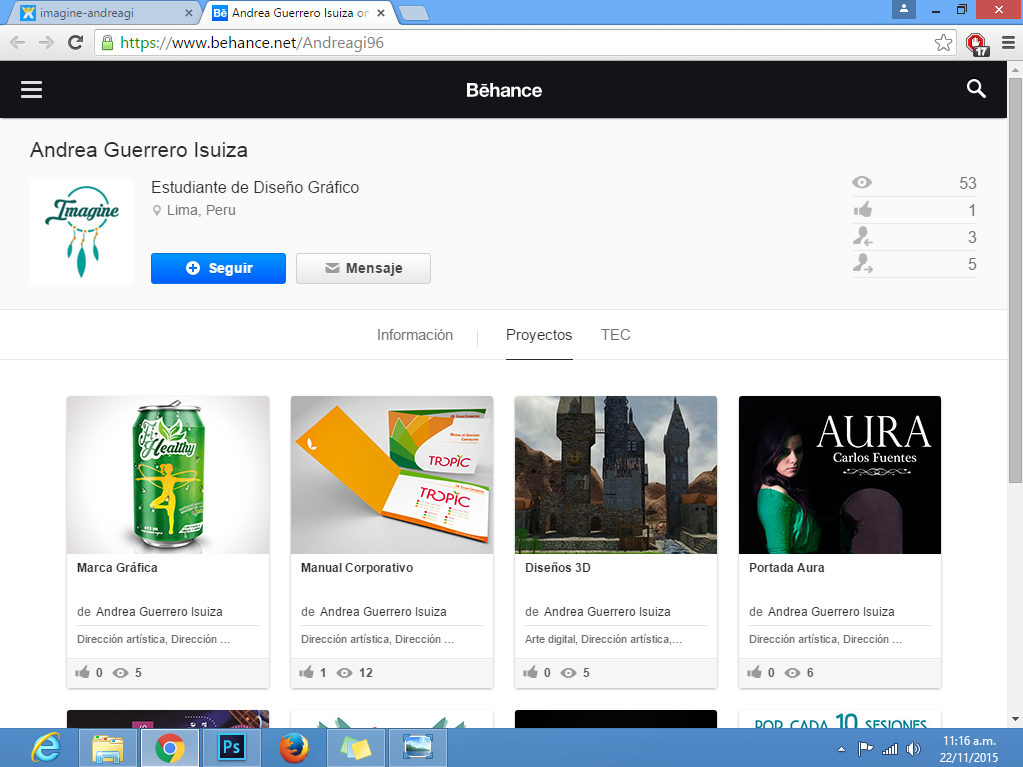 imagine-andreagi
Bē Andrea Guerrero Isuiza on
https://www.behance.net/Andreagi96
17
Bēhance
Andrea Guerrero Isuiza
Imagine
Estudiante de Diseño Gráfico
Lima, Peru
Seguir
Mensaje
53
1
3
5
Información
Proyectos
TEC
Healthy
TROPIC
TROPIC
AURA
Carlos Fuentes
Marca Gráfica
de Andrea Guerrero Isuiza
Dirección artística, Dirección ...
0 5
Manual Corporativo
de Andrea Guerrero Isuiza
Dirección artística, Dirección ...
1 12
Diseños 3D
de Andrea Guerrero Isuiza
Arte digital, Dirección artística,...
0 5
Portada Aura
de Andrea Guerrero Isuiza
Dirección artística, Dirección ...
0 6
POR CADA 10 SESIONES
Ps
11:16 a.m.
22/11/2015